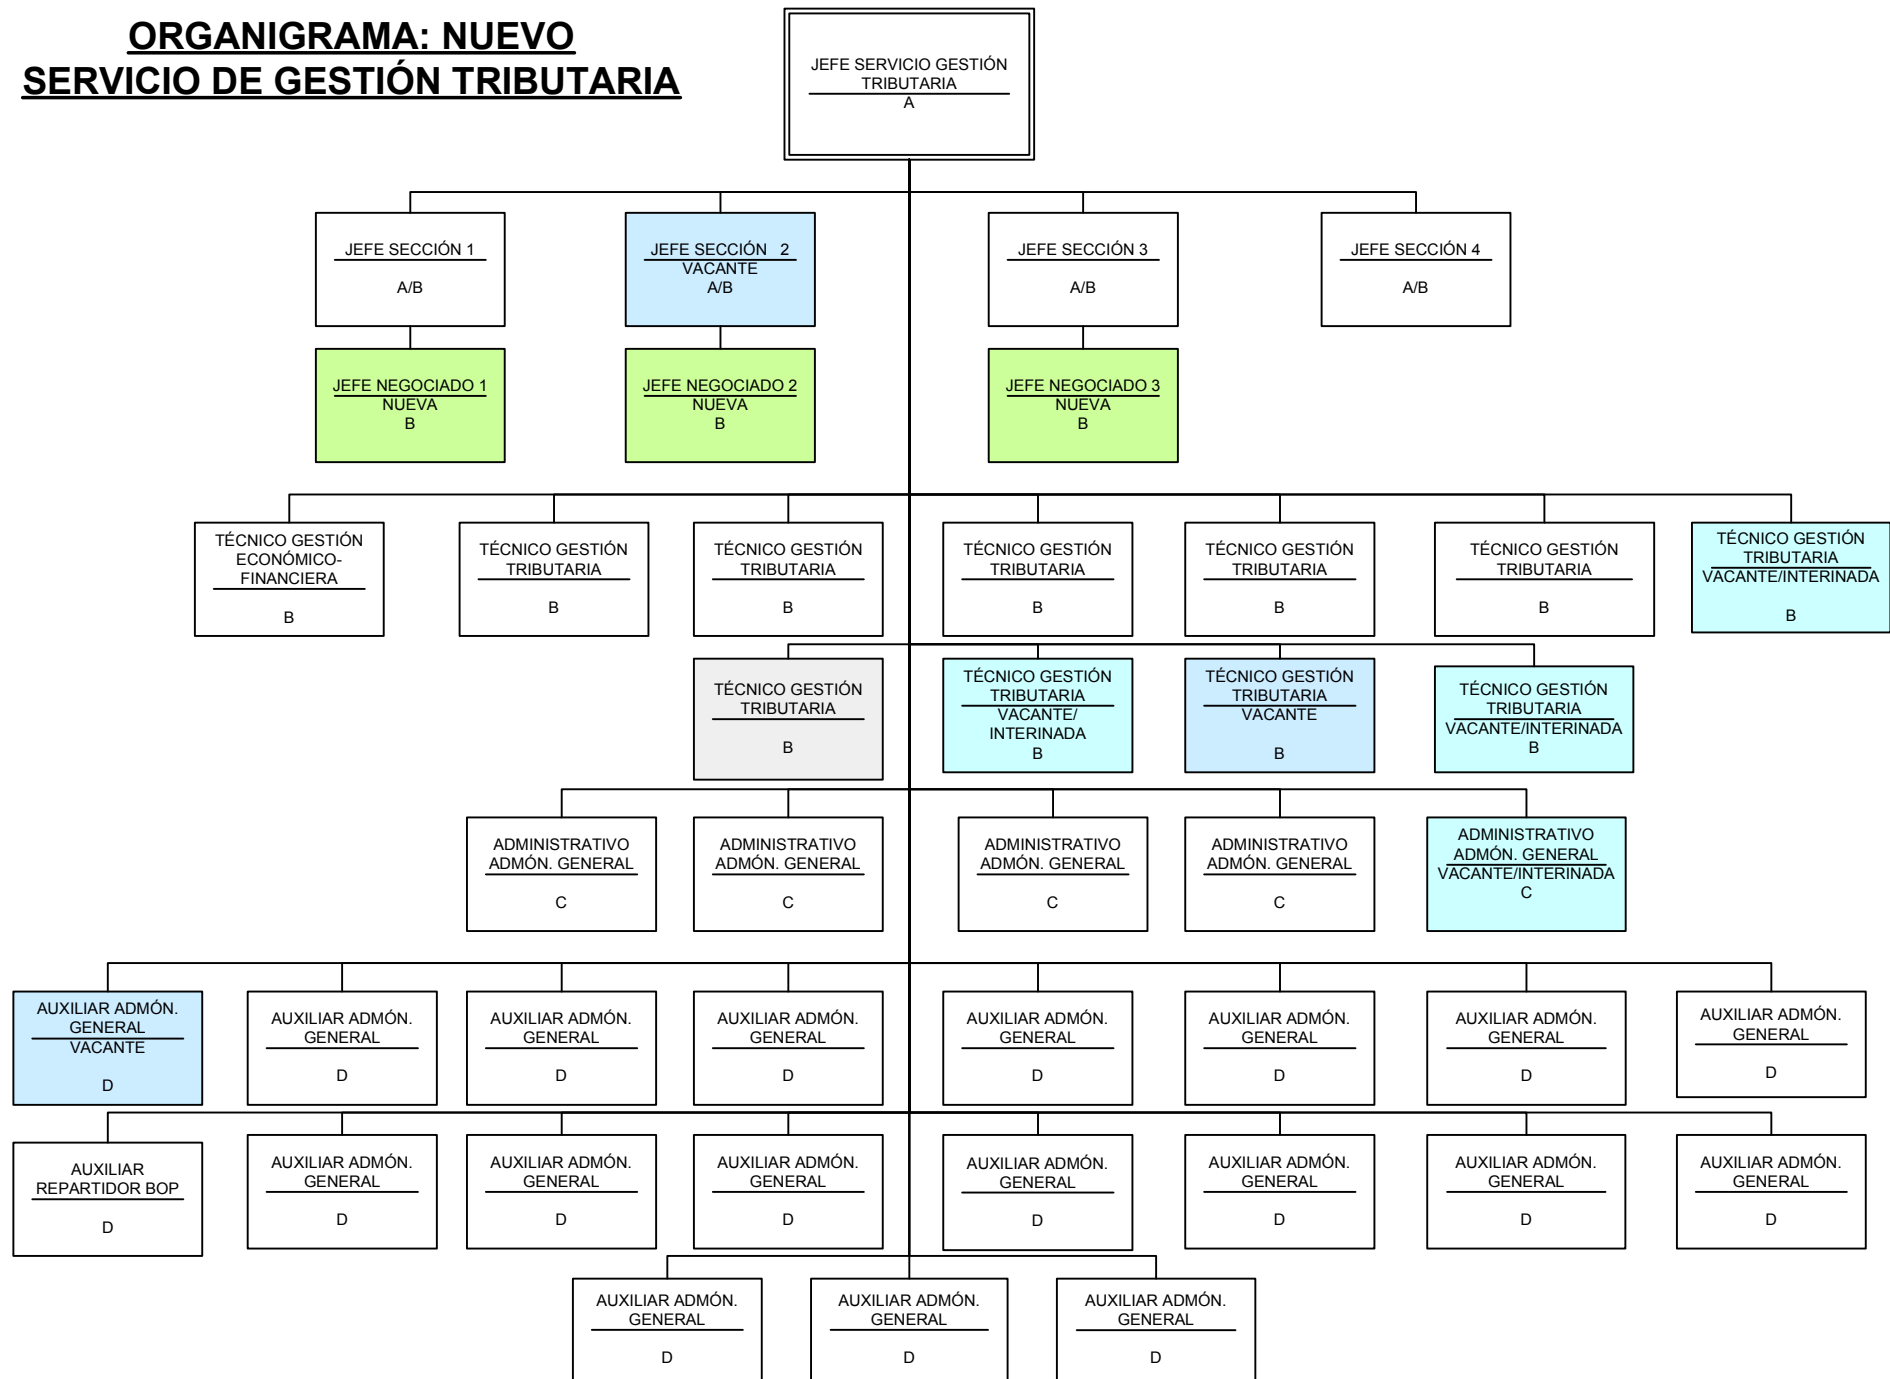 ORGANIGRAMA: NUEVO
SERVICIO DE GESTIÓN TRIBUTARIA
JEFE SERVICIO GESTIÓN
TRIBUTARIA
A
JEFE SECCIÓN 1
A/B
JEFE SECCIÓN 2
VACANTE
A/B
JEFE SECCIÓN 3
A/B
JEFE SECCIÓN 4
A/B
JEFE NEGOCIADO 1
NUEVA
B
JEFE NEGOCIADO 2
NUEVA
B
JEFE NEGOCIADO 3
NUEVA
B
TÉCNICO GESTIÓN
ECONÓMICO-
FINANCIERA
B
TÉCNICO GESTIÓN
TRIBUTARIA
B
TÉCNICO GESTIÓN
TRIBUTARIA
B
TÉCNICO GESTIÓN
TRIBUTARIA
B
TÉCNICO GESTIÓN
TRIBUTARIA
B
TÉCNICO GESTIÓN
TRIBUTARIA
B
TÉCNICO GESTIÓN
TRIBUTARIA
VACANTE/INTERINADA
B
TÉCNICO GESTIÓN
TRIBUTARIA
B
TÉCNICO GESTIÓN
TRIBUTARIA
VACANTE/
INTERINADA
B
TÉCNICO GESTIÓN
TRIBUTARIA
VACANTE
B
TÉCNICO GESTIÓN
TRIBUTARIA
VACANTE/INTERINADA
B
ADMINISTRATIVO
ADMÓN. GENERAL
C
ADMINISTRATIVO
ADMÓN. GENERAL
C
ADMINISTRATIVO
ADMÓN. GENERAL
C
ADMINISTRATIVO
ADMÓN. GENERAL
C
ADMINISTRATIVO
ADMÓN. GENERAL
VACANTE/INTERINADA
C
AUXILIAR ADMÓN.
GENERAL
VACANTE
D
AUXILIAR ADMÓN.
GENERAL
D
AUXILIAR ADMÓN.
GENERAL
D
AUXILIAR ADMÓN.
GENERAL
D
AUXILIAR ADMÓN.
GENERAL
D
AUXILIAR ADMÓN.
GENERAL
D
AUXILIAR ADMÓN.
GENERAL
D
AUXILIAR ADMÓN.
GENERAL
D
AUXILIAR
REPARTIDOR BOP
D
AUXILIAR ADMÓN.
GENERAL
D
AUXILIAR ADMÓN.
GENERAL
D
AUXILIAR ADMÓN.
GENERAL
D
AUXILIAR ADMÓN.
GENERAL
D
AUXILIAR ADMÓN.
GENERAL
D
AUXILIAR ADMÓN.
GENERAL
D
AUXILIAR ADMÓN.
GENERAL
D
AUXILIAR ADMÓN.
GENERAL
D
AUXILIAR ADMÓN.
GENERAL
D
AUXILIAR ADMÓN.
GENERAL
D